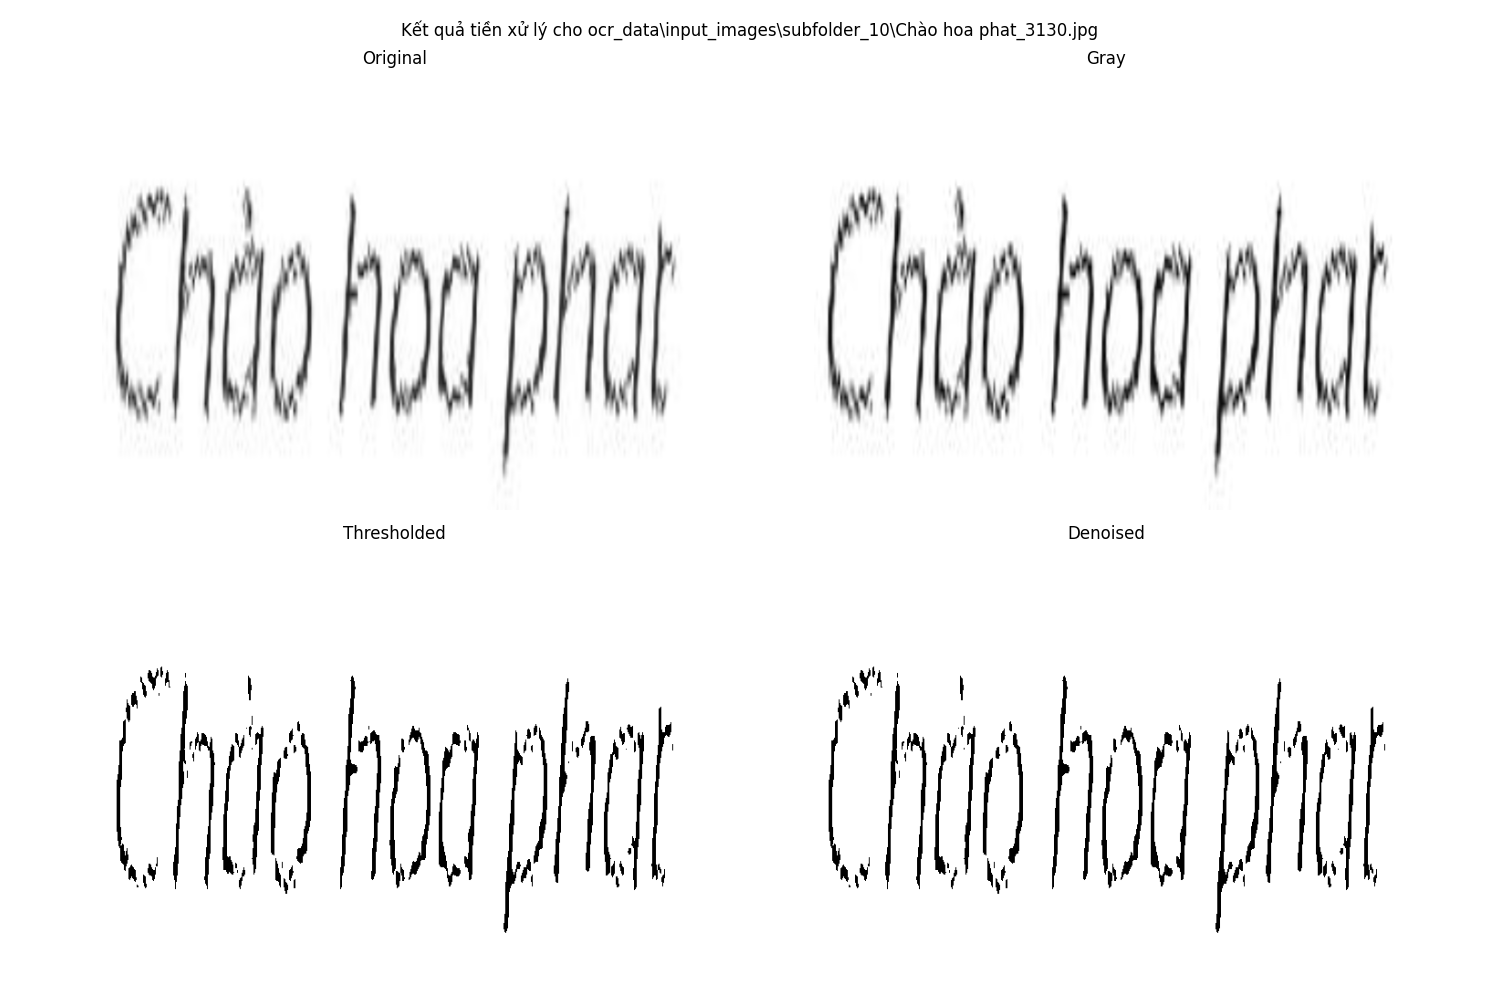 Kết quả tiền xử lý cho ocr_data\input_images\subfolder_10\Chào hoa phat_3130.jpg
Original
Gray
Chào hoa phat
Chào hoa phat
Thresholded
Denoised
Chào hoa phat
Chào hoa phat